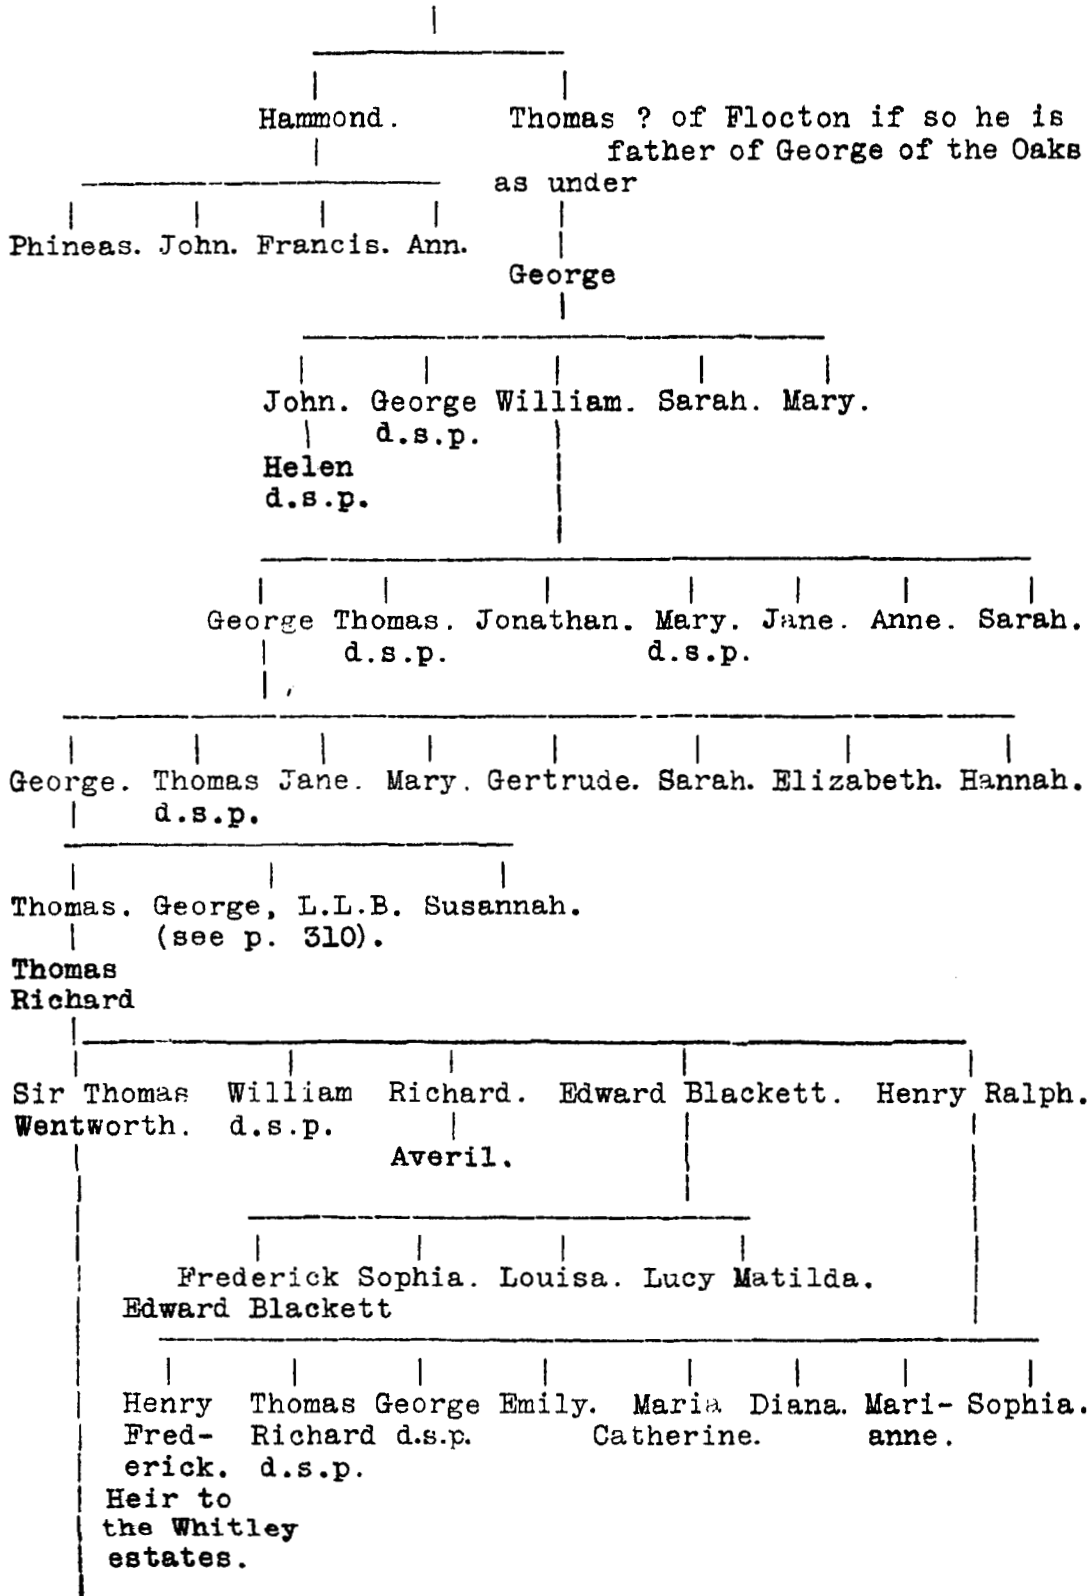 Hammond. Thomas ? of Flocton if so he is
father of George of the Oaks
as under
Phineas. John. Francis. Ann.
George
John. George William. Sarah. Mary.
d.s.p.
Helen
d.s.p.
George Thomas. Jonathan. Mary. Jane. Anne. Sarah.
d.s.p. d.s.p.
George. Thomas Jane. Mary. Gertrude. Sarah. Elizabeth. Hannah.
d.s.p.
Thomas. George, L.L.B. Susannah.
(see p. 310).
Thomas
Richard
Sir Thomas William Richard. Edward Blackett. Henry Ralph.
Wentworth. d.s.p.
Averil.
Frederick Sophia. Louisa. Lucy Matilda.
Edward Blackett
Henry Thomas George Emily. Maria Diana. Mari- Sophia.
Fred- Richard d.s.p. Catherine. anne.
erick. d.s.p.
Heir to
the Whitley
estates.